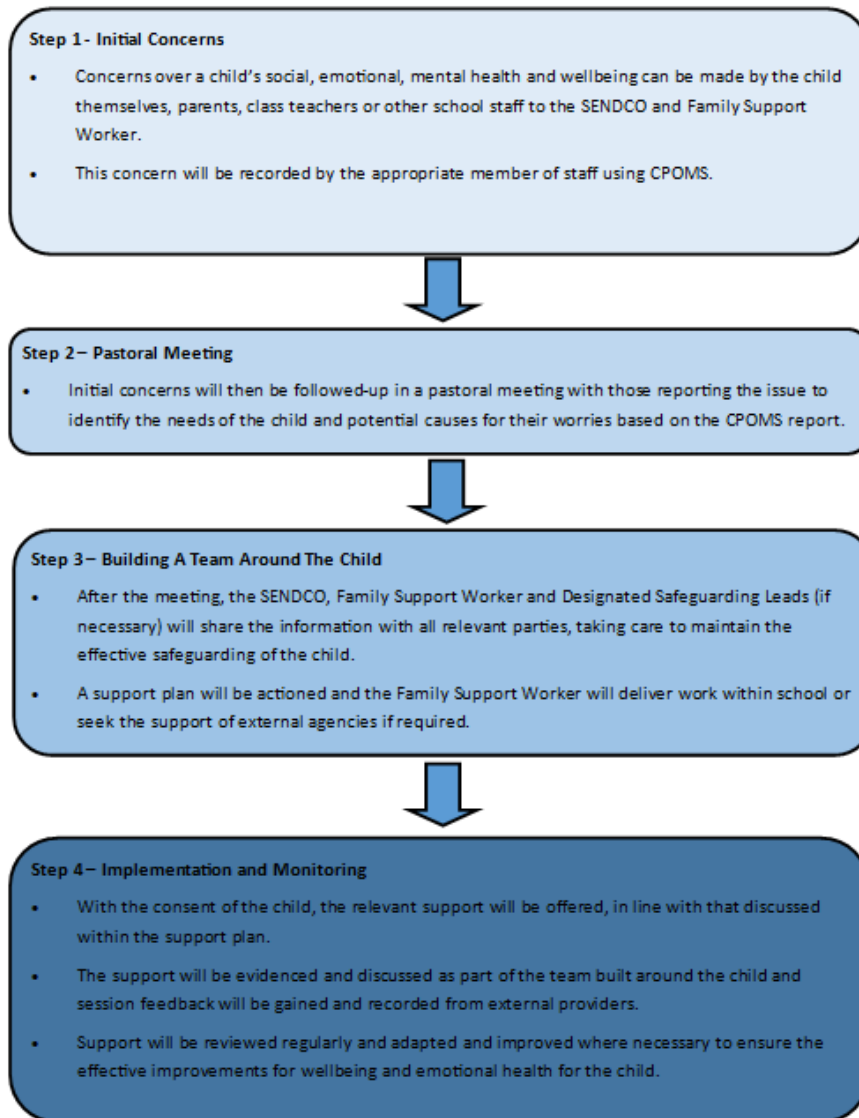 Step 1- Initial Concerns
• Concerns over a child's social, emotional, mental health and wellbeing can be made by the child
themselves, parents, class teachers or other school staff to the SENDCO and Family Support
Worker.
• This concern will be recorded by the appropriate member of staff using CPOMS.
Step 2 – Pastoral Meeting
• Initial concerns will then be followed-up in a pastoral meeting with those reporting the issue to
identify the needs of the child and potential causes for their worries based on the CPOMS report.
Step 3 – Building A Team Around The Child
• After the meeting, the SENDCO, Family Support Worker and Designated Safeguarding Leads (if
necessary) will share the information with all relevant parties, taking care to maintain the
effective safeguarding of the child.
• A support plan will be actioned and the Family Support Worker will deliver work within school or
seek the support of external agencies if required.
Step 4 – Implementation and Monitoring
• With the consent of the child, the relevant support will be offered, in line with that discussed
within the support plan.
• The support will be evidenced and discussed as part of the team built around the child and
session feedback will be gained and recorded from external providers.
• Support will be reviewed regularly and adapted and improved where necessary to ensure the
effective improvements for wellbeing and emotional health for the child.